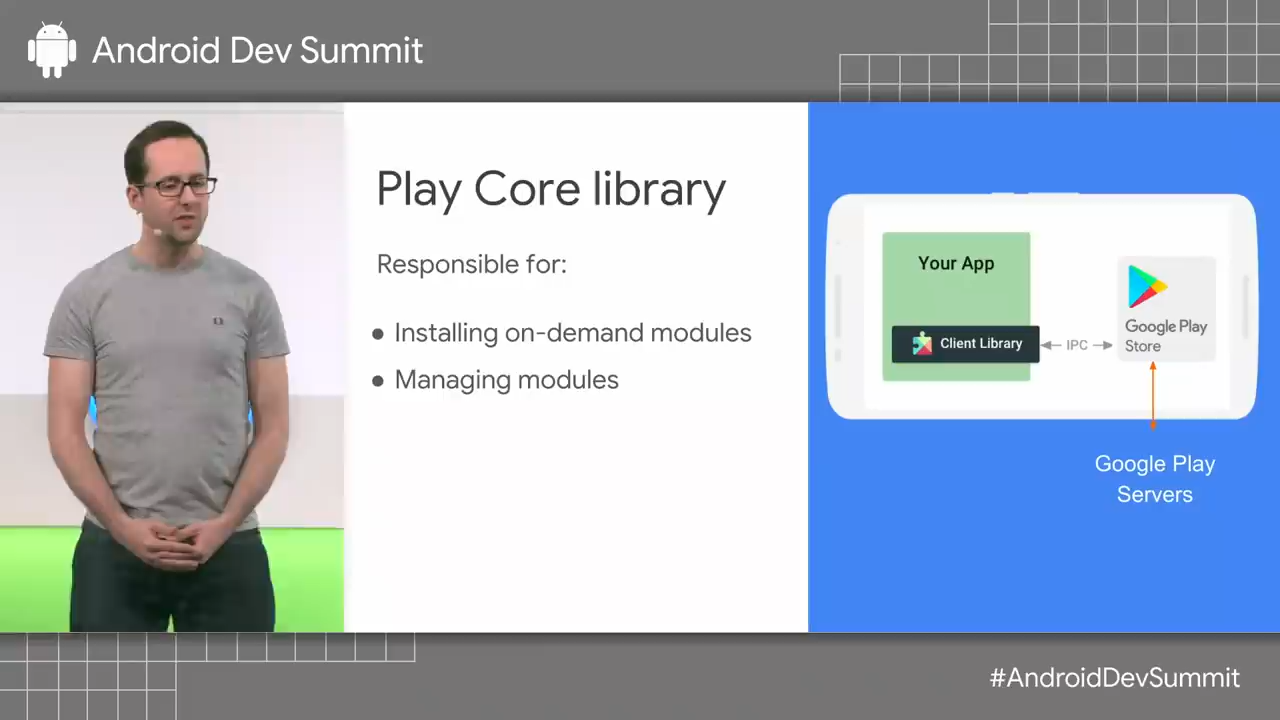 Android Dev Summit
Play Core library
Responsible for:
● Installing on-demand modules
● Managing modules
Your App
Client Library
IPC
Google Play
Store
Google Play
Servers
#AndroidDevSummit